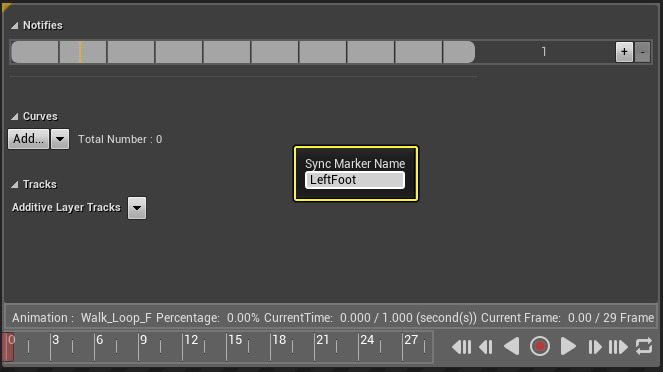 Notifies
1 + -
Curves
Add... Total Number : 0
Sync Marker Name
LeftFoot
Tracks
Additive Layer Tracks
Animation : Walk_Loop_F Percentage: 0.00% CurrentTime: 0.000 / 1.000 (second(s)) Current Frame: 0.00 / 29 Frame
0 3 6 9 12 15 18 21 24 27